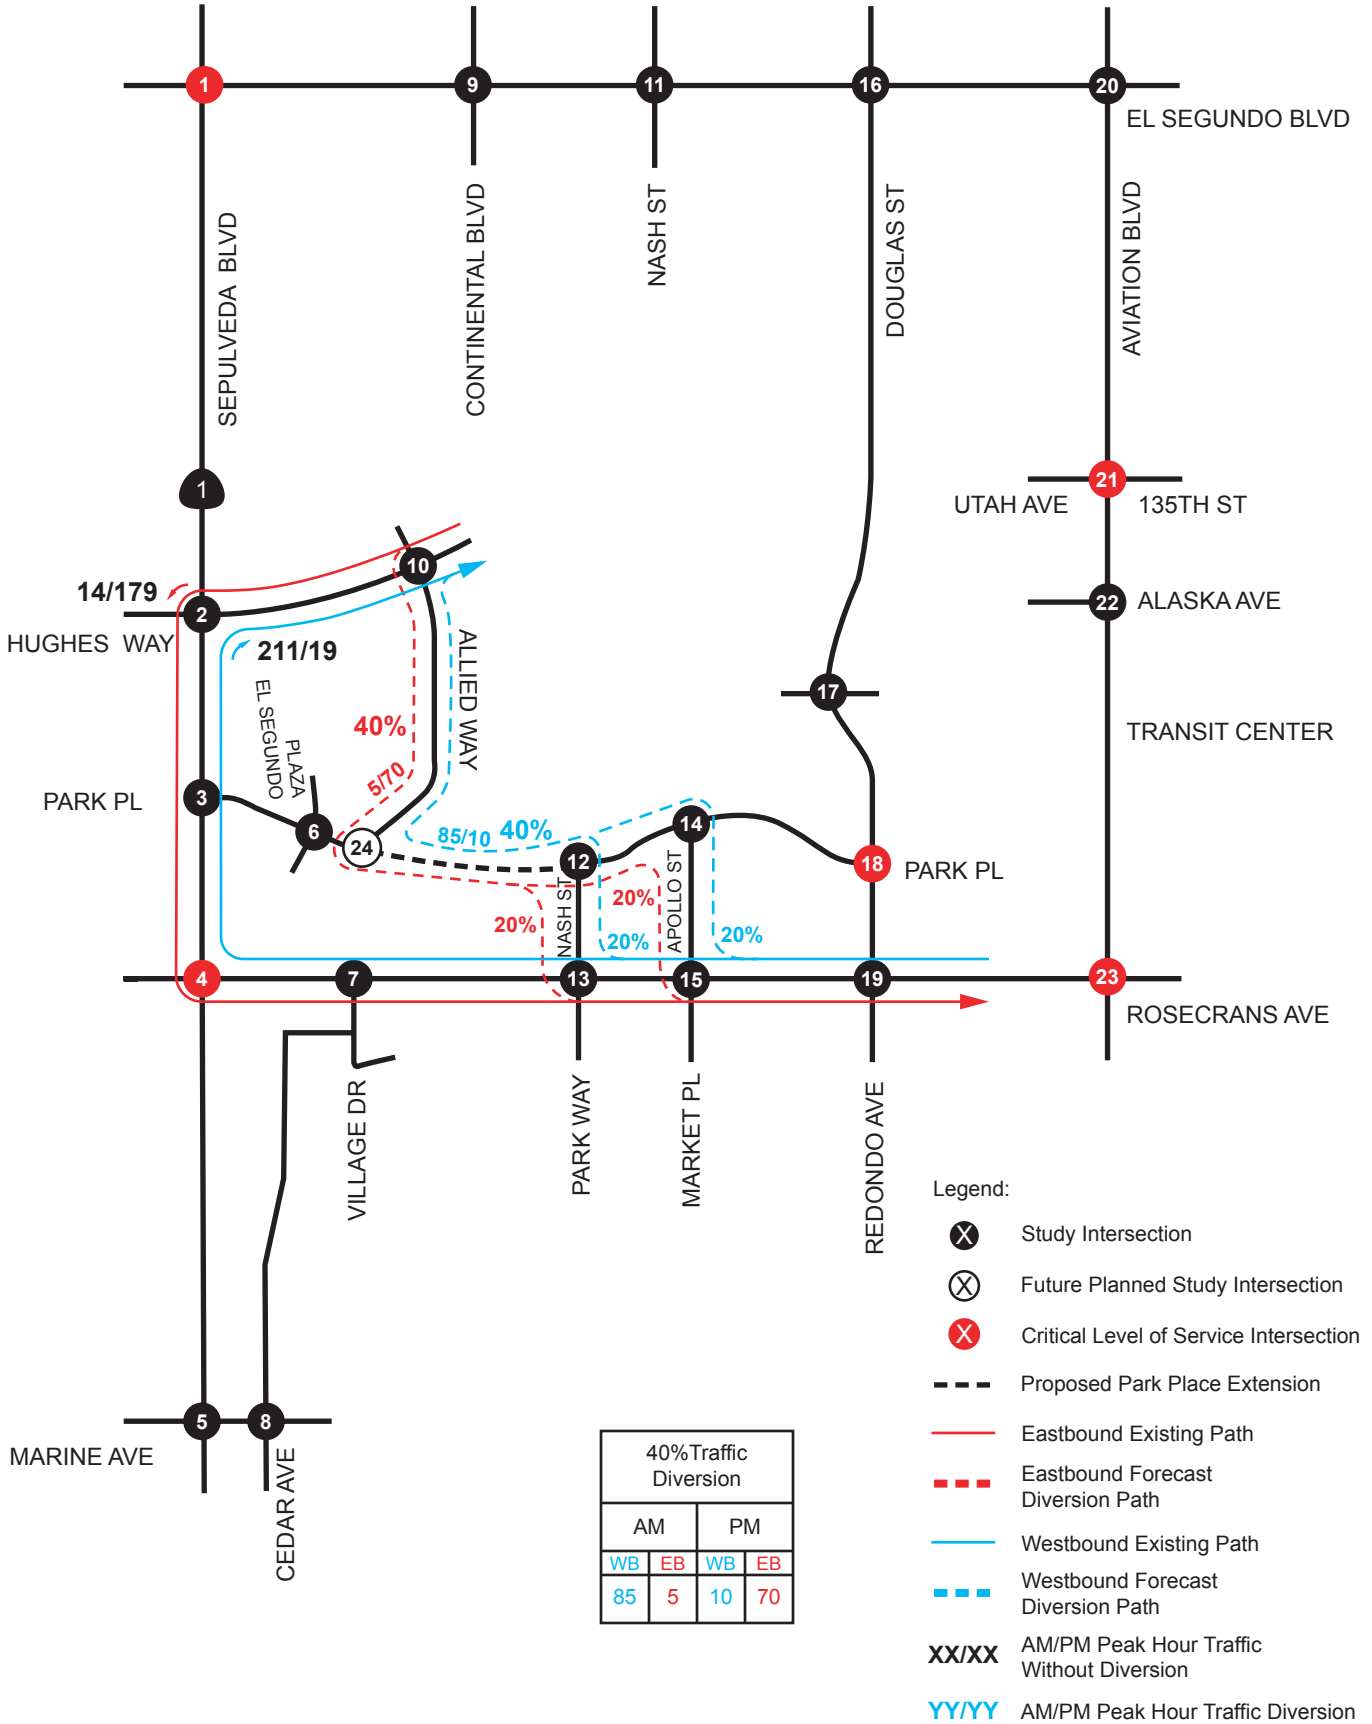 1
9
11
16
20
EL SEGUNDO BLVD
SEPULVEDA BLVD
CONTINENTAL BLVD
NASH ST
DOUGLAS ST
AVIATION BLVD
1
21
UTAH AVE
135TH ST
10
14/179
2
HUGHES WAY
211/19
22
ALASKA AVE
ALLIED WAY
EL SEGUNDO
PLAZA
40%
5/70
17
TRANSIT CENTER
PARK PL
3
6
24
85/10 40%
12
14
18
PARK PL
NASH ST
APOLLO ST
20%
20%
20%
20%
4
7
13
15
19
23
ROSECRANS AVE
VILLAGE DR
PARK WAY
MARKET PL
REDONDO AVE
5
8
MARINE AVE
CEDAR AVE
40%Traffic
Diversion
AM PM
WB EB WB EB
85 5 10 70
Legend:
X Study Intersection
X Future Planned Study Intersection
X Critical Level of Service Intersection
Proposed Park Place Extension
Eastbound Existing Path
Eastbound Forecast
Diversion Path
Westbound Existing Path
Westbound Forecast
Diversion Path
XX/XX AM/PM Peak Hour Traffic
Without Diversion
YY/YY AM/PM Peak Hour Traffic Diversion